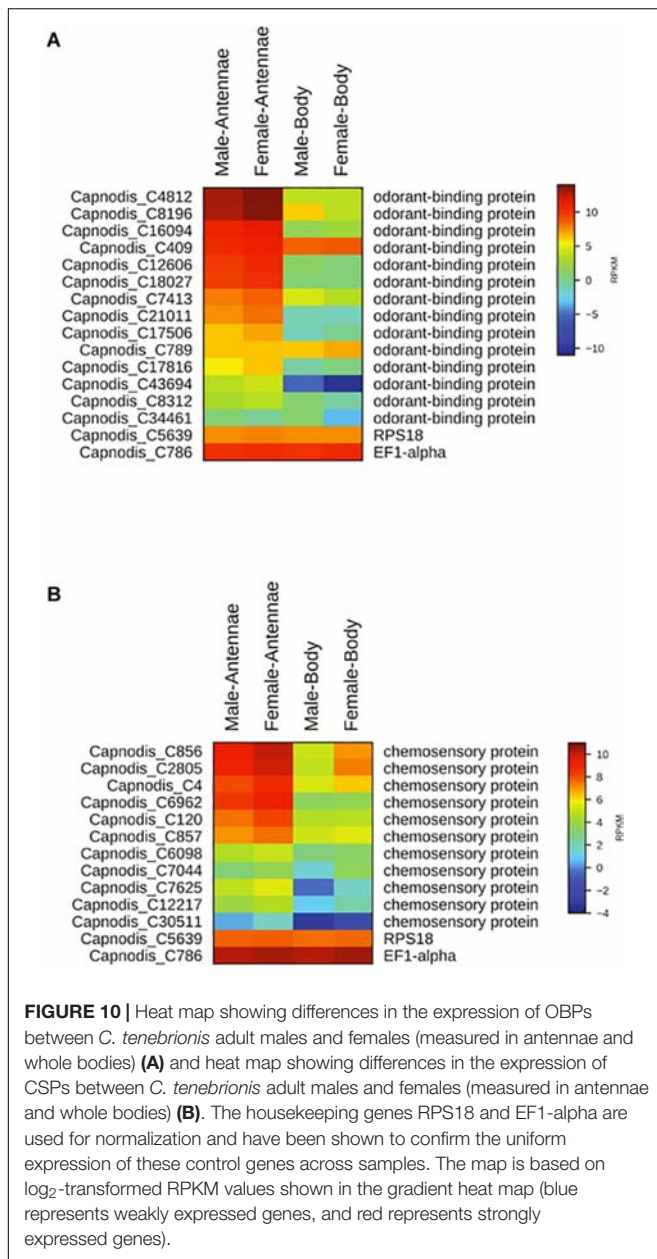 A
Male-Antennae
Female-Antennae
Male-Body
Female-Body
Capnodis_C4812 odorant-binding protein
Capnodis_C8196 odorant-binding protein
Capnodis_C16094 odorant-binding protein
Capnodis_C409 odorant-binding protein
Capnodis_C12606 odorant-binding protein
Capnodis_C18027 odorant-binding protein
Capnodis_C7413 odorant-binding protein
Capnodis_C21011 odorant-binding protein
Capnodis_C17506 odorant-binding protein
Capnodis_C789 odorant-binding protein
Capnodis_C17816 odorant-binding protein
Capnodis_C43694 odorant-binding protein
Capnodis_C8312 odorant-binding protein
Capnodis_C34461 odorant-binding protein
Capnodis_C5639 RPS18
Capnodis_C786 EF1-alpha
10
5
0
−5
−10
RPKM
B
Male-Antennae
Female-Antennae
Male-Body
Female-Body
Capnodis_C856 chemosensory protein
Capnodis_C2805 chemosensory protein
Capnodis_C4 chemosensory protein
Capnodis_C6962 chemosensory protein
Capnodis_C120 chemosensory protein
Capnodis_C857 chemosensory protein
Capnodis_C6098 chemosensory protein
Capnodis_C7044 chemosensory protein
Capnodis_C7625 chemosensory protein
Capnodis_C12217 chemosensory protein
Capnodis_C30511 chemosensory protein
Capnodis_C5639 RPS18
Capnodis_C786 EF1-alpha
10
8
6
4
2
0
−2
−4
RPKM
FIGURE 10 | Heat map showing differences in the expression of OBPs
between C. tenebrionis adult males and females (measured in antennae and
whole bodies) (A) and heat map showing differences in the expression of
CSPs between C. tenebrionis adult males and females (measured in antennae
and whole bodies) (B). The housekeeping genes RPS18 and EF1-alpha are
used for normalization and have been shown to confirm the uniform
expression of these control genes across samples. The map is based on
log₂-transformed RPKM values shown in the gradient heat map (blue
represents weakly expressed genes, and red represents strongly
expressed genes).